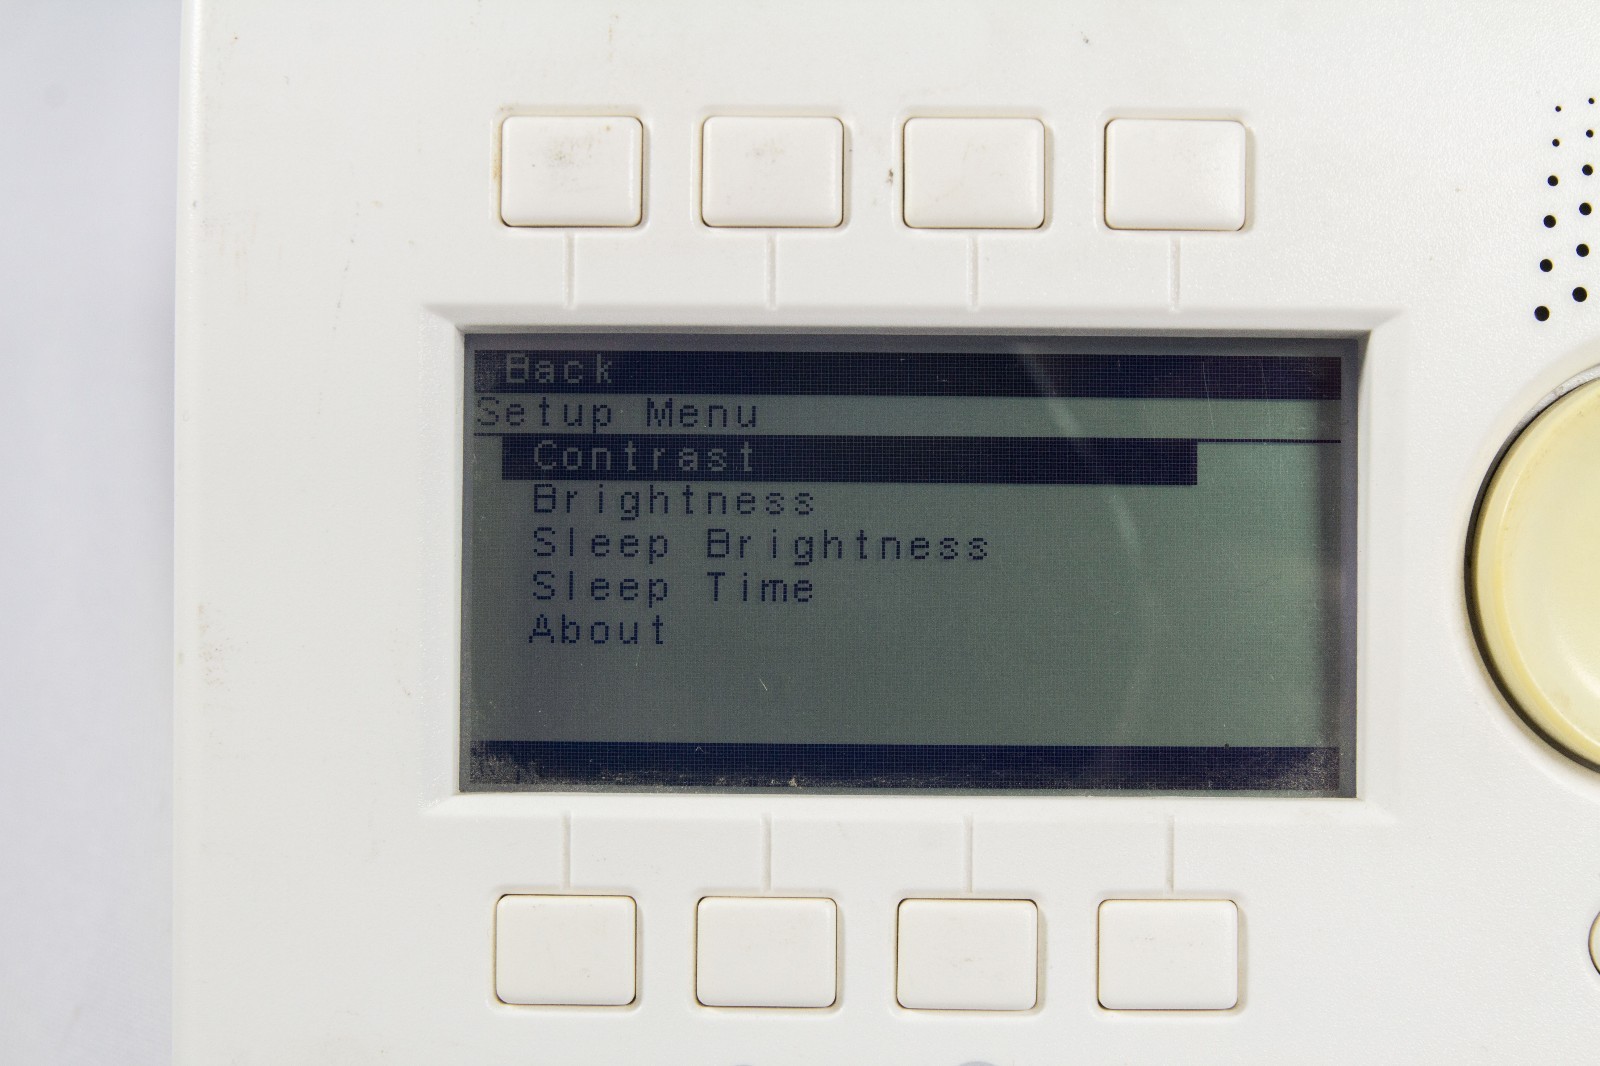 Back
Setup Menu
Contrast
Brightness
Sleep Brightness
Sleep Time
About